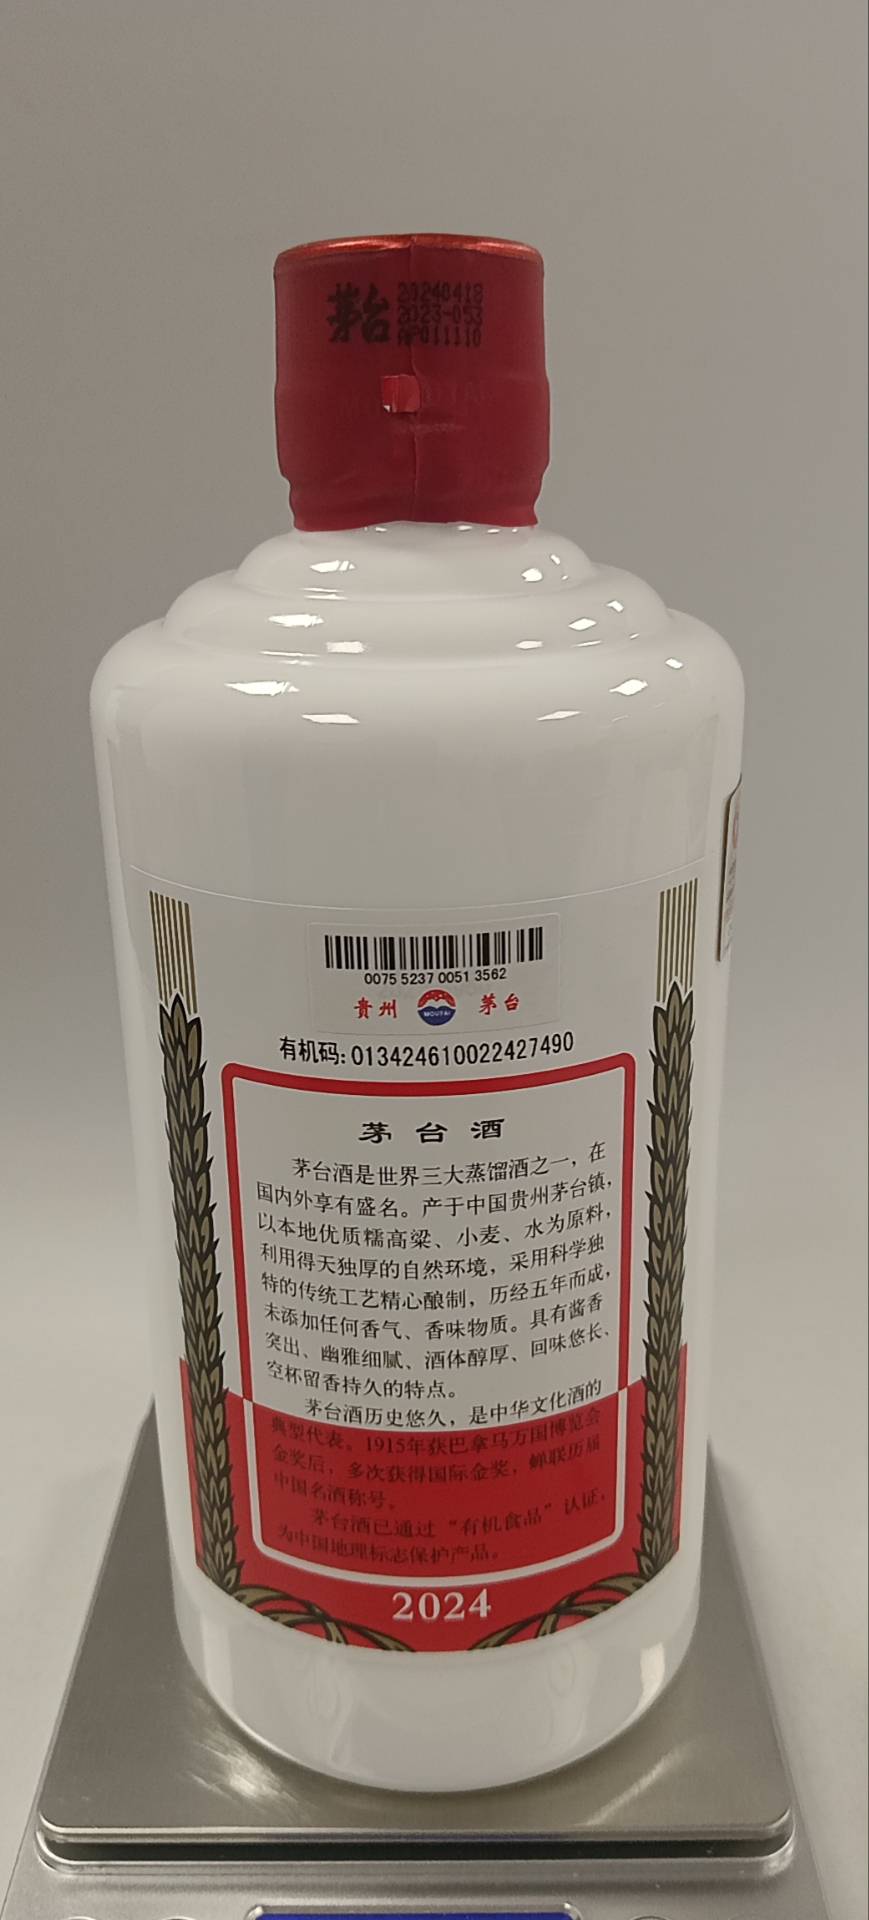 茅台
20240418
2023-053
011110
0075 5237 0051 3562
贵州 MOUTAI 茅台
有机码:013424610022427490
茅台酒
茅台酒是世界三大蒸馏酒之一，在
国内外享有盛名。产于中国贵州茅台镇，
以本地优质糯高粱、小麦、水为原料，
利用得天独厚的自然环境，采用科学独
特的传统工艺精心酿制，历经五年而成，
未添加任何香气、香味物质。具有酱香
突出、幽雅细腻、酒体醇厚、回味悠长、
空杯留香持久的特点。
茅台酒历史悠久，是中华文化酒的
典型代表。1915年获巴拿马万国博览会
金奖后，多次获得国际金奖，蝉联历届
中国名酒称号。
茅台酒已通过“有机食品”认证，
为中国地理标志保护产品。
2024